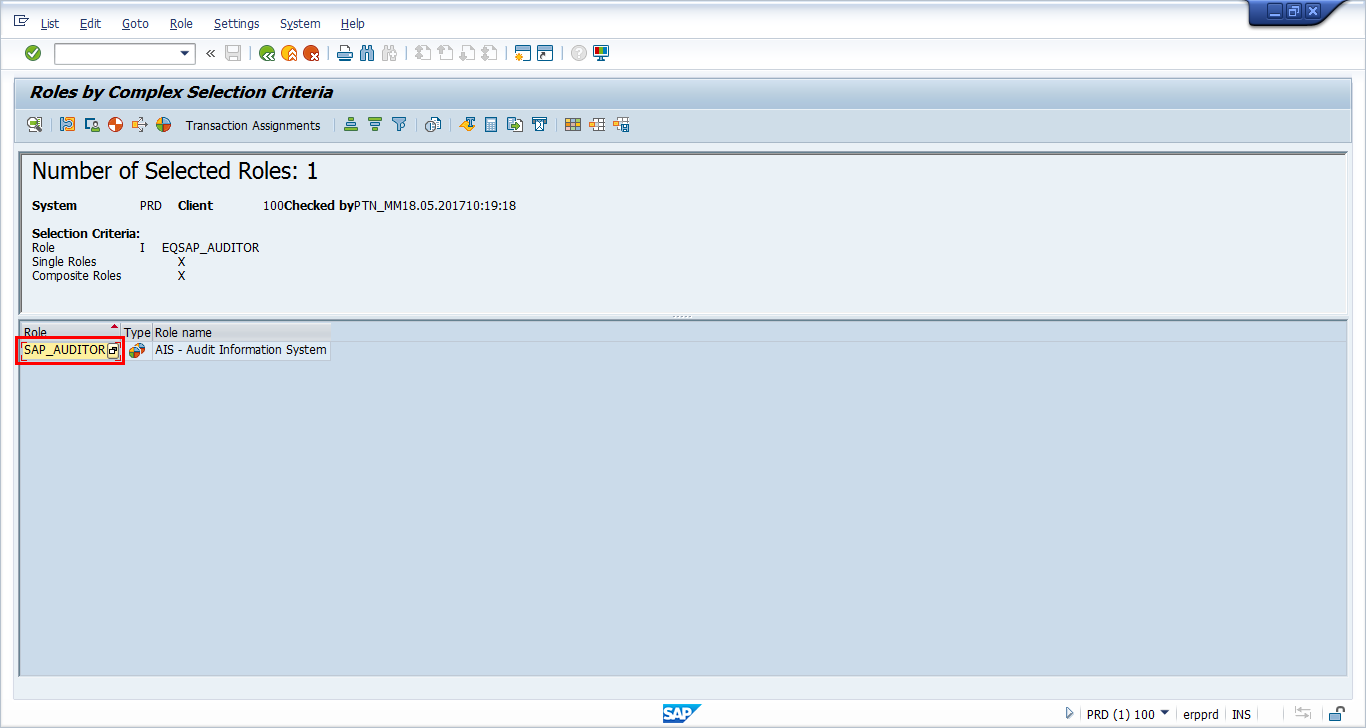 List Edit Goto Role Settings System Help
Roles by Complex Selection Criteria
Transaction Assignments
Number of Selected Roles: 1
System PRD Client 100Checked byPTN_MM18.05.201710:19:18
Selection Criteria:
Role I EQSAP_AUDITOR
Single Roles X
Composite Roles X
Role Type Role name
SAP_AUDITOR AIS - Audit Information System
SAP PRD (1) 100 erpprd INS